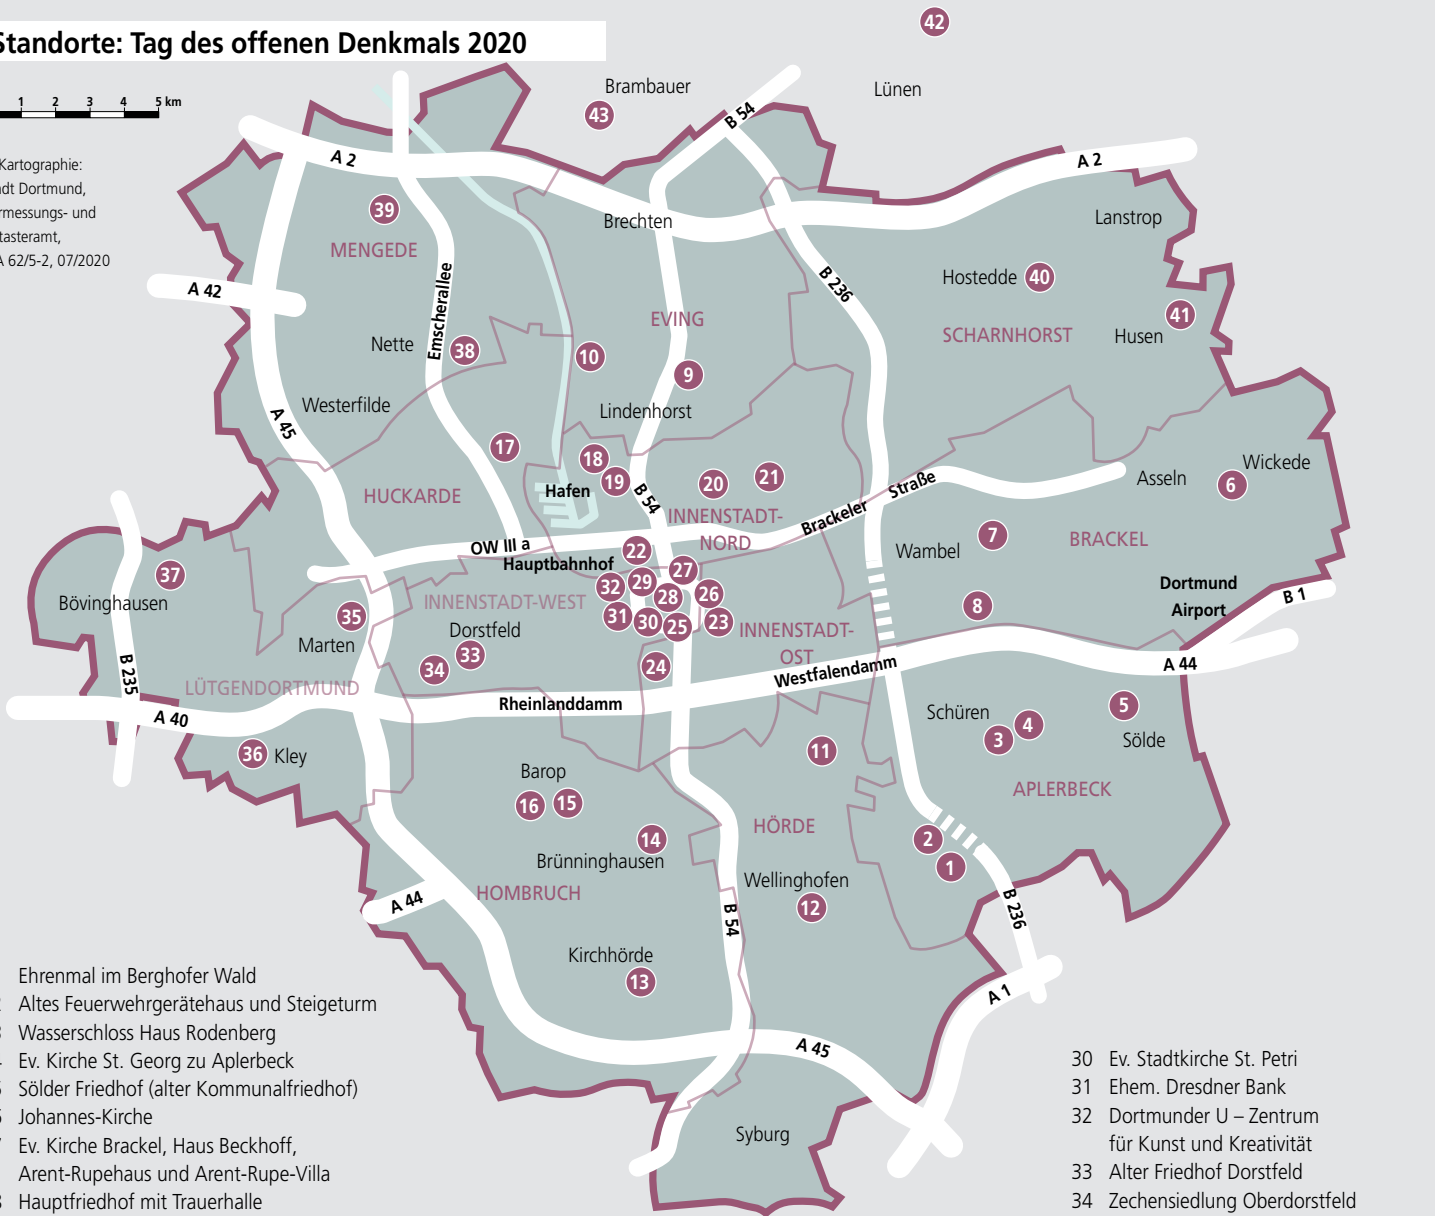 Standorte: Tag des offenen Denkmals 2020
1 2 3 4 5 km
Kartographie:
dt Dortmund,
rmessungs- und
tasteramt,
A 62/5-2, 07/2020
42
Lünen
Brambauer
43
B 54
A 2
A 2
39
MENGEDE
Brechten
Lanstrop
A 42
Emscherallee
B 236
Hostedde 40
41
EVING
SCHARNHORST
Husen
Nette
38
10
9
Westerfilde
Lindenhorst
A 45
17
18
19
20
21
Wickede
Asseln
6
HUCKARDE
Hafen
B 54
INNENSTADT-
NORD
Brackeler Straße
OW III a
Hauptbahnhof
22
Wambel
7
BRACKEL
37
Bövinghausen
27
29
32
28
26
INNENSTADT-WEST
Dortmund
Airport
B 1
8
35
Marten
Dorstfeld
31
30
25
23
INNENSTADT-
OST
33
34
24
Westfalendamm
A 44
B 235
LÜTGENDORTMUND
Rheinlanddamm
A 40
Schüren
3
4
5
Sölde
36 Kley
11
Barop
16
15
APLERBECK
HÖRDE
14
Brünninghausen
2
1
Wellinghofen
12
HOMBRUCH
A 44
B 54
B 236
Kirchhörde
13
A 1
A 45
Syburg
Ehrenmal im Berghofer Wald
Altes Feuerwehrgerätehaus und Steigeturm
Wasserschloss Haus Rodenberg
Ev. Kirche St. Georg zu Aplerbeck
Sölder Friedhof (alter Kommunalfriedhof)
Johannes-Kirche
Ev. Kirche Brackel, Haus Beckhoff,
Arent-Rupehaus und Arent-Rupe-Villa
Hauptfriedhof mit Trauerhalle
30 Ev. Stadtkirche St. Petri
31 Ehem. Dresdner Bank
32 Dortmunder U – Zentrum
für Kunst und Kreativität
33 Alter Friedhof Dorstfeld
34 Zechensiedlung Oberdorstfeld